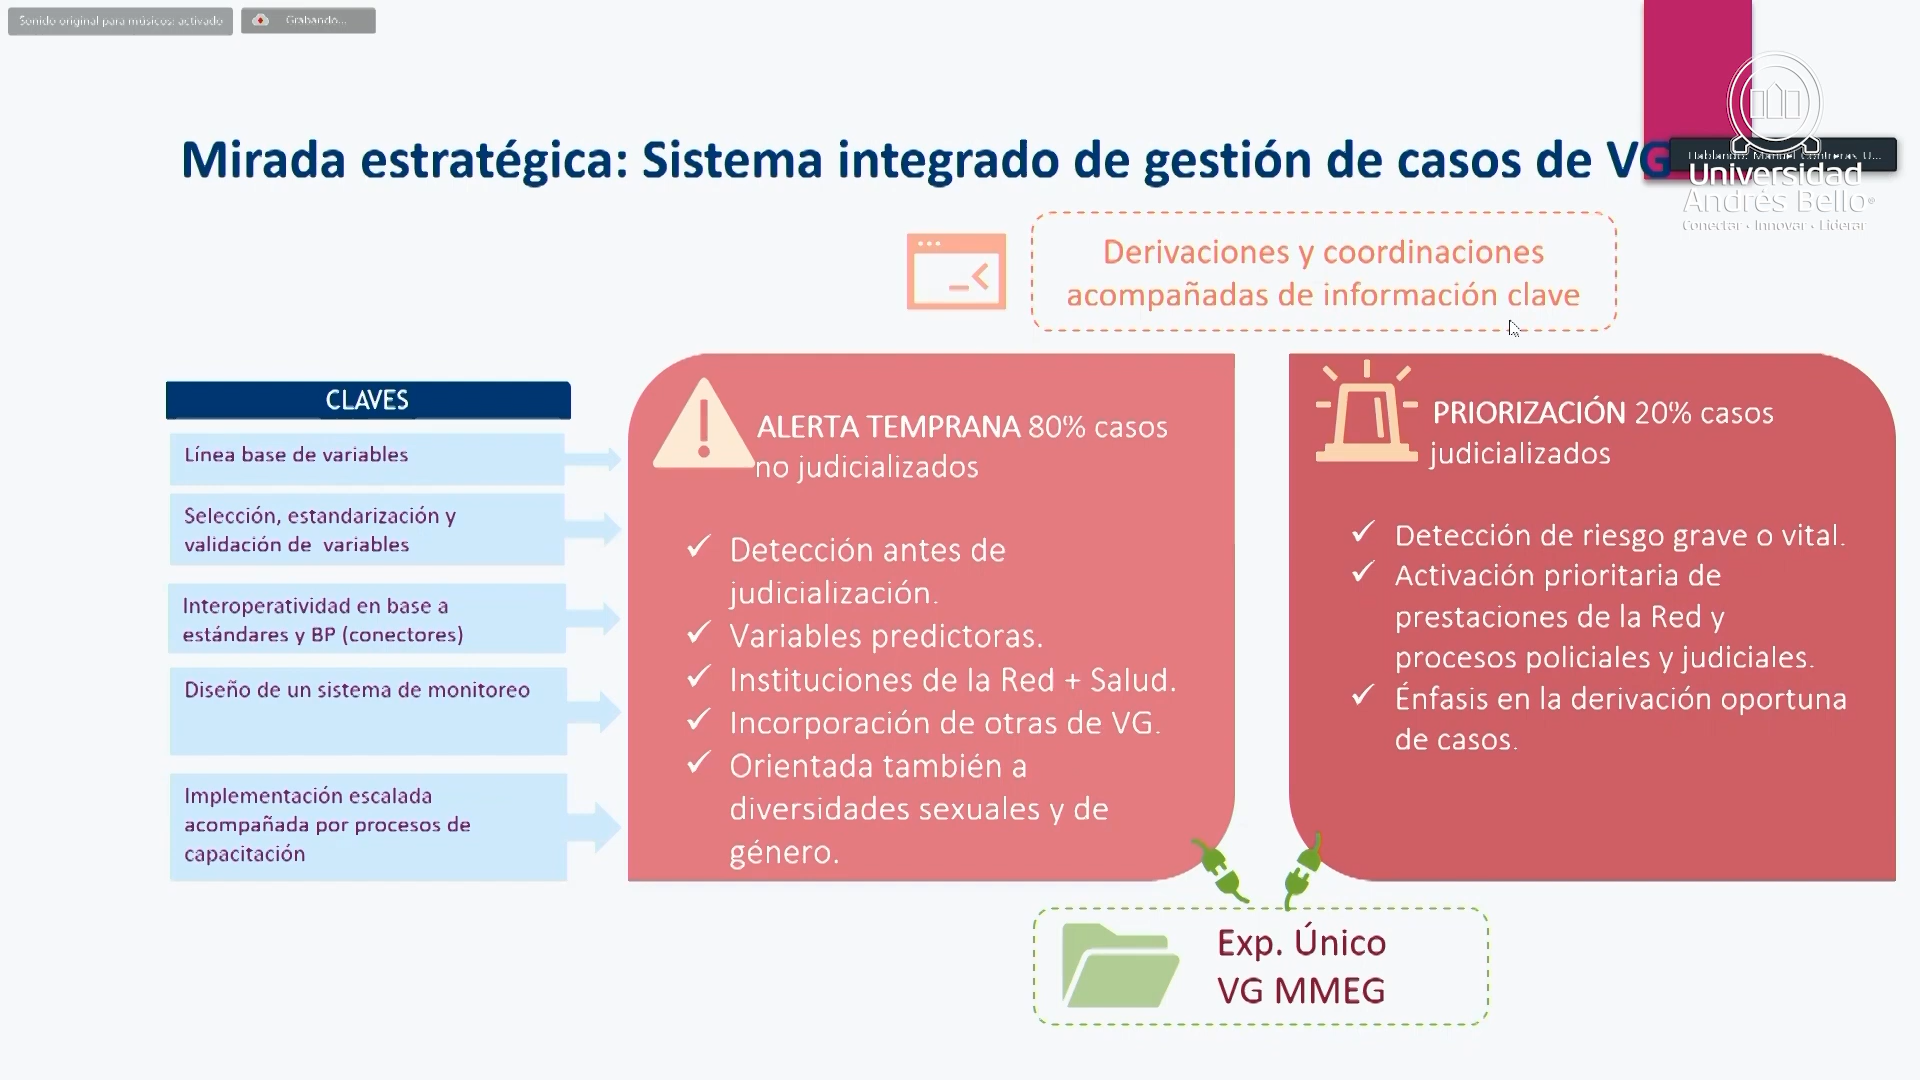 Sonido original para músicos: activado
Grabando...
Mirada estratégica: Sistema integrado de gestión de casos de VG
Hablando: Manuel Contreras U...
Universidad
Andrés Bello®
Conectar • Innovar • Liderar
Derivaciones y coordinaciones
acompañadas de información clave
CLAVES
Línea base de variables
Selección, estandarización y
validación de variables
Interoperatividad en base a
estándares y BP (conectores)
Diseño de un sistema de monitoreo
Implementación escalada
acompañada por procesos de
capacitación
ALERTA TEMPRANA 80% casos
no judicializados
Detección antes de
judicialización.
Variables predictoras.
Instituciones de la Red + Salud.
Incorporación de otras de VG.
Orientada también a
diversidades sexuales y de
género.
PRIORIZACIÓN 20% casos
judicializados
Detección de riesgo grave o vital.
Activación prioritaria de
prestaciones de la Red y
procesos policiales y judiciales.
Énfasis en la derivación oportuna
de casos.
Exp. Único
VG MMEG